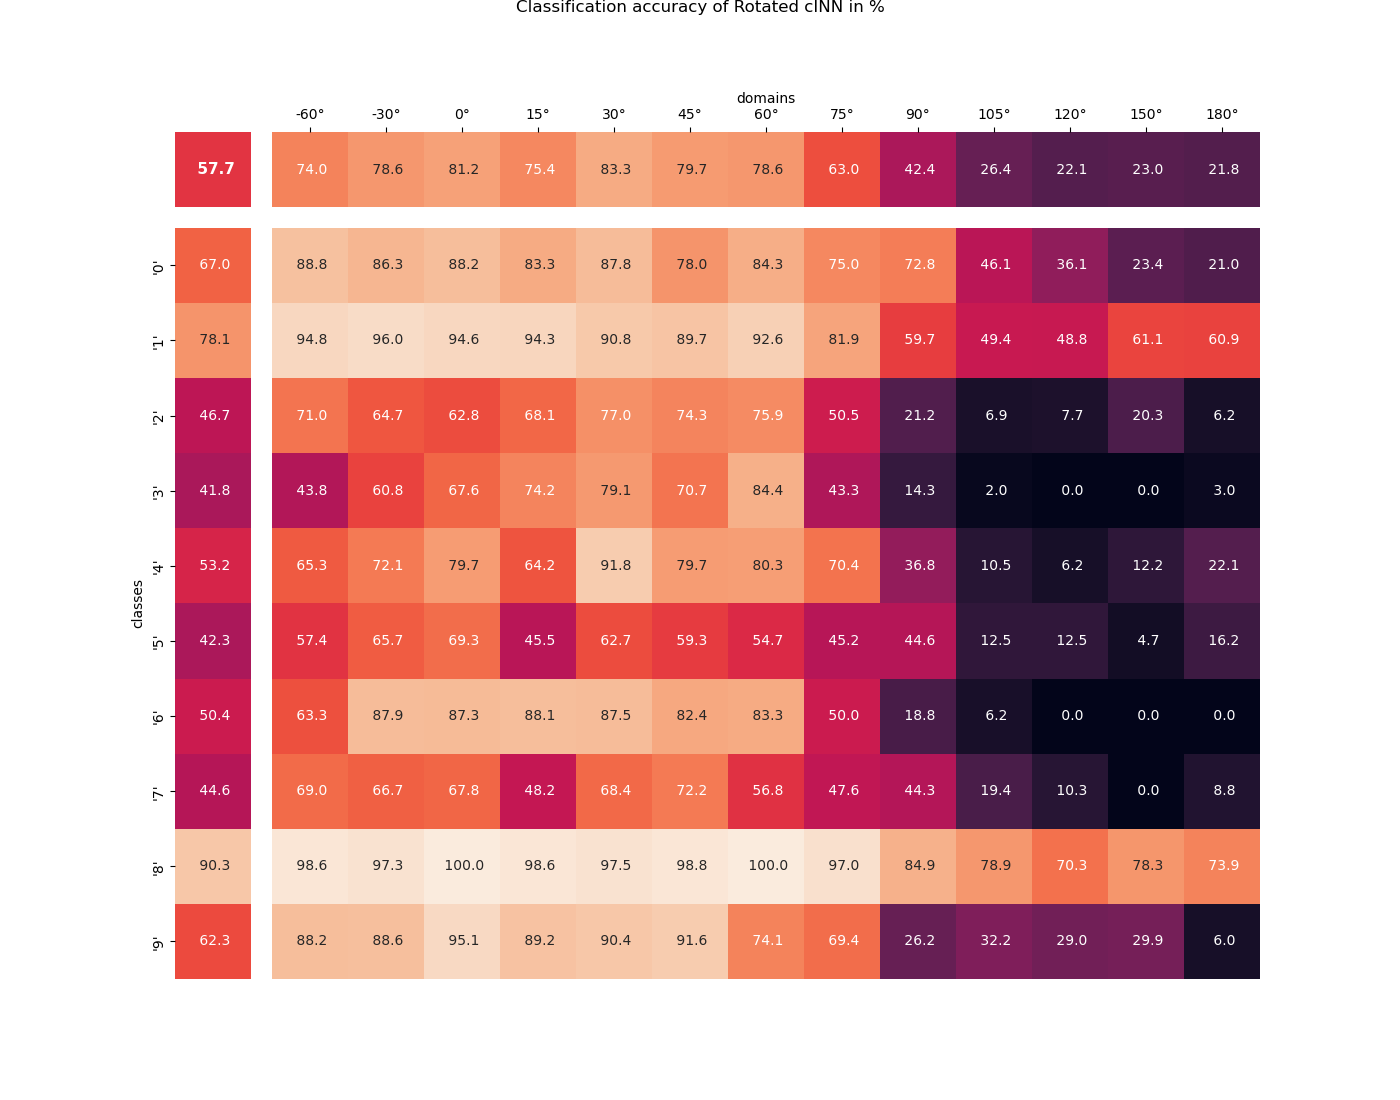 Classification accuracy of Rotated cINN in %
domains
-60° -30° 0° 15° 30° 45° 60° 75° 90° 105° 120° 150° 180°
57.7 74.0 78.6 81.2 75.4 83.3 79.7 78.6 63.0 42.4 26.4 22.1 23.0 21.8
'0' 67.0 88.8 86.3 88.2 83.3 87.8 78.0 84.3 75.0 72.8 46.1 36.1 23.4 21.0
'1' 78.1 94.8 96.0 94.6 94.3 90.8 89.7 92.6 81.9 59.7 49.4 48.8 61.1 60.9
'2' 46.7 71.0 64.7 62.8 68.1 77.0 74.3 75.9 50.5 21.2 6.9 7.7 20.3 6.2
'3' 41.8 43.8 60.8 67.6 74.2 79.1 70.7 84.4 43.3 14.3 2.0 0.0 0.0 3.0
'4' 53.2 65.3 72.1 79.7 64.2 91.8 79.7 80.3 70.4 36.8 10.5 6.2 12.2 22.1
classes
'5' 42.3 57.4 65.7 69.3 45.5 62.7 59.3 54.7 45.2 44.6 12.5 12.5 4.7 16.2
'6' 50.4 63.3 87.9 87.3 88.1 87.5 82.4 83.3 50.0 18.8 6.2 0.0 0.0 0.0
'7' 44.6 69.0 66.7 67.8 48.2 68.4 72.2 56.8 47.6 44.3 19.4 10.3 0.0 8.8
'8' 90.3 98.6 97.3 100.0 98.6 97.5 98.8 100.0 97.0 84.9 78.9 70.3 78.3 73.9
'9' 62.3 88.2 88.6 95.1 89.2 90.4 91.6 74.1 69.4 26.2 32.2 29.0 29.9 6.0